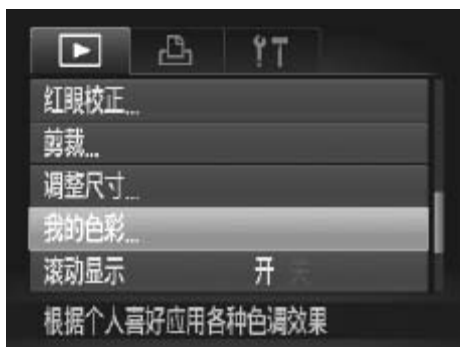 红眼校正...
剪裁...
调整尺寸...
我的色彩...
滚动显示 开 关
根据个人喜好应用各种色调效果